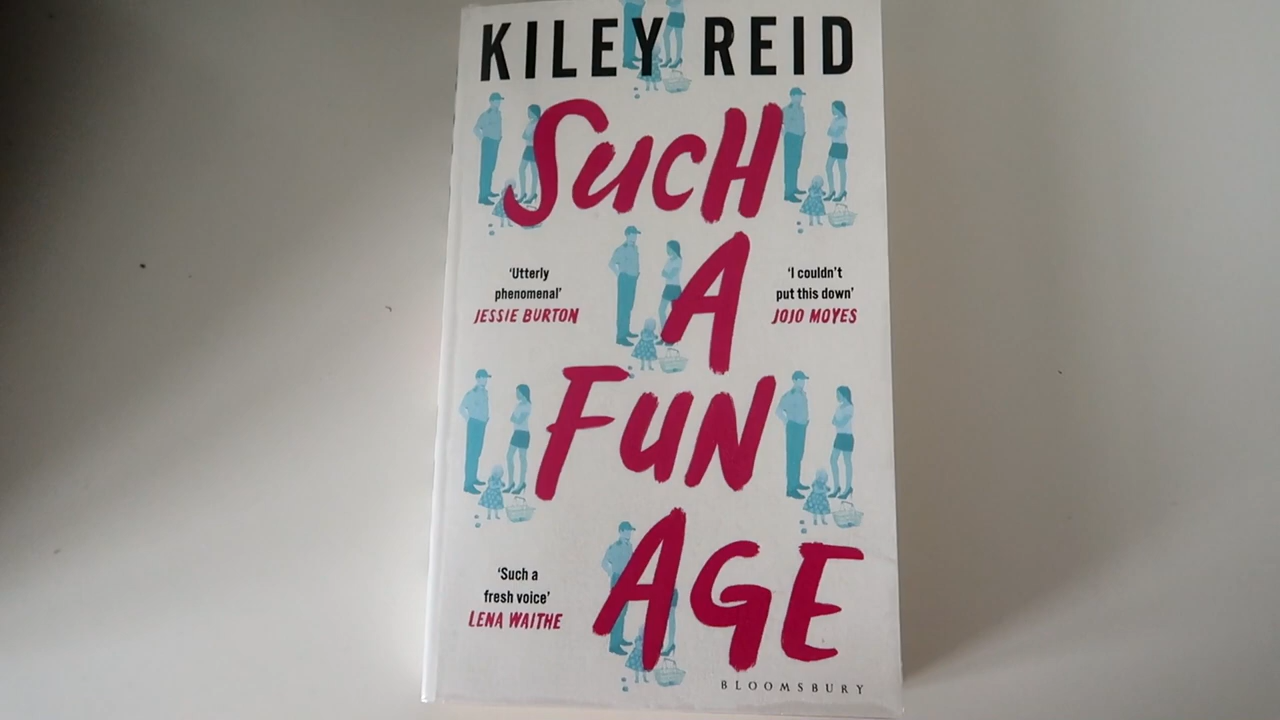 KILEY REID
SUCH
A
FUN
AGE
‘Utterly
phenomenal’
JESSIE BURTON
‘I couldn’t
put this down’
JOJO MOYES
‘Such a
fresh voice’
LENA WAITHE
BLOOMSBURY